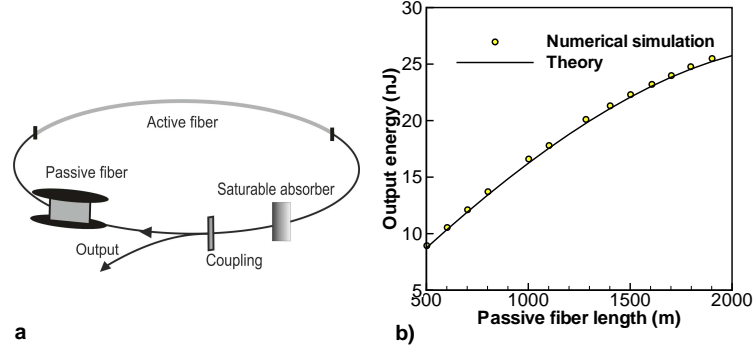 Active fiber
Passive fiber
Saturable absorber
Output
Coupling
a
30
25
20
15
10
5
Output energy (nJ)
Numerical simulation
Theory
500 1000 1500 2000
Passive fiber length (m)
b)